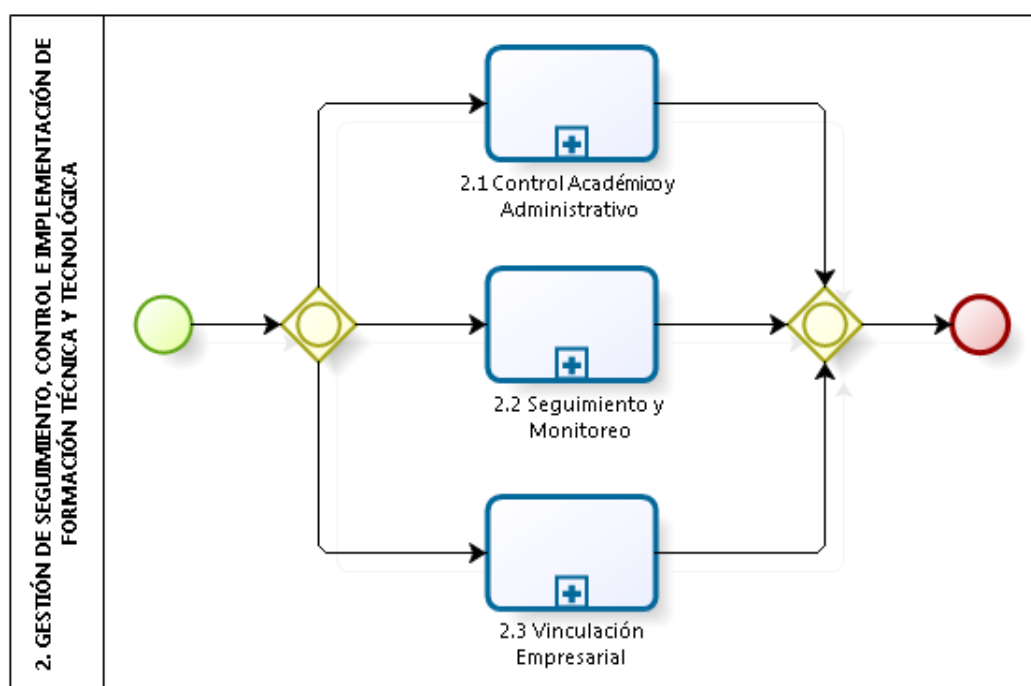 2. GESTIÓN DE SEGUIMIENTO, CONTROL E IMPLEMENTACIÓN DE
FORMACIÓN TÉCNICA Y TECNOLÓGICA
2.1 Control Académico y
Administrativo
2.2 Seguimiento y
Monitoreo
2.3 Vinculación
Empresarial